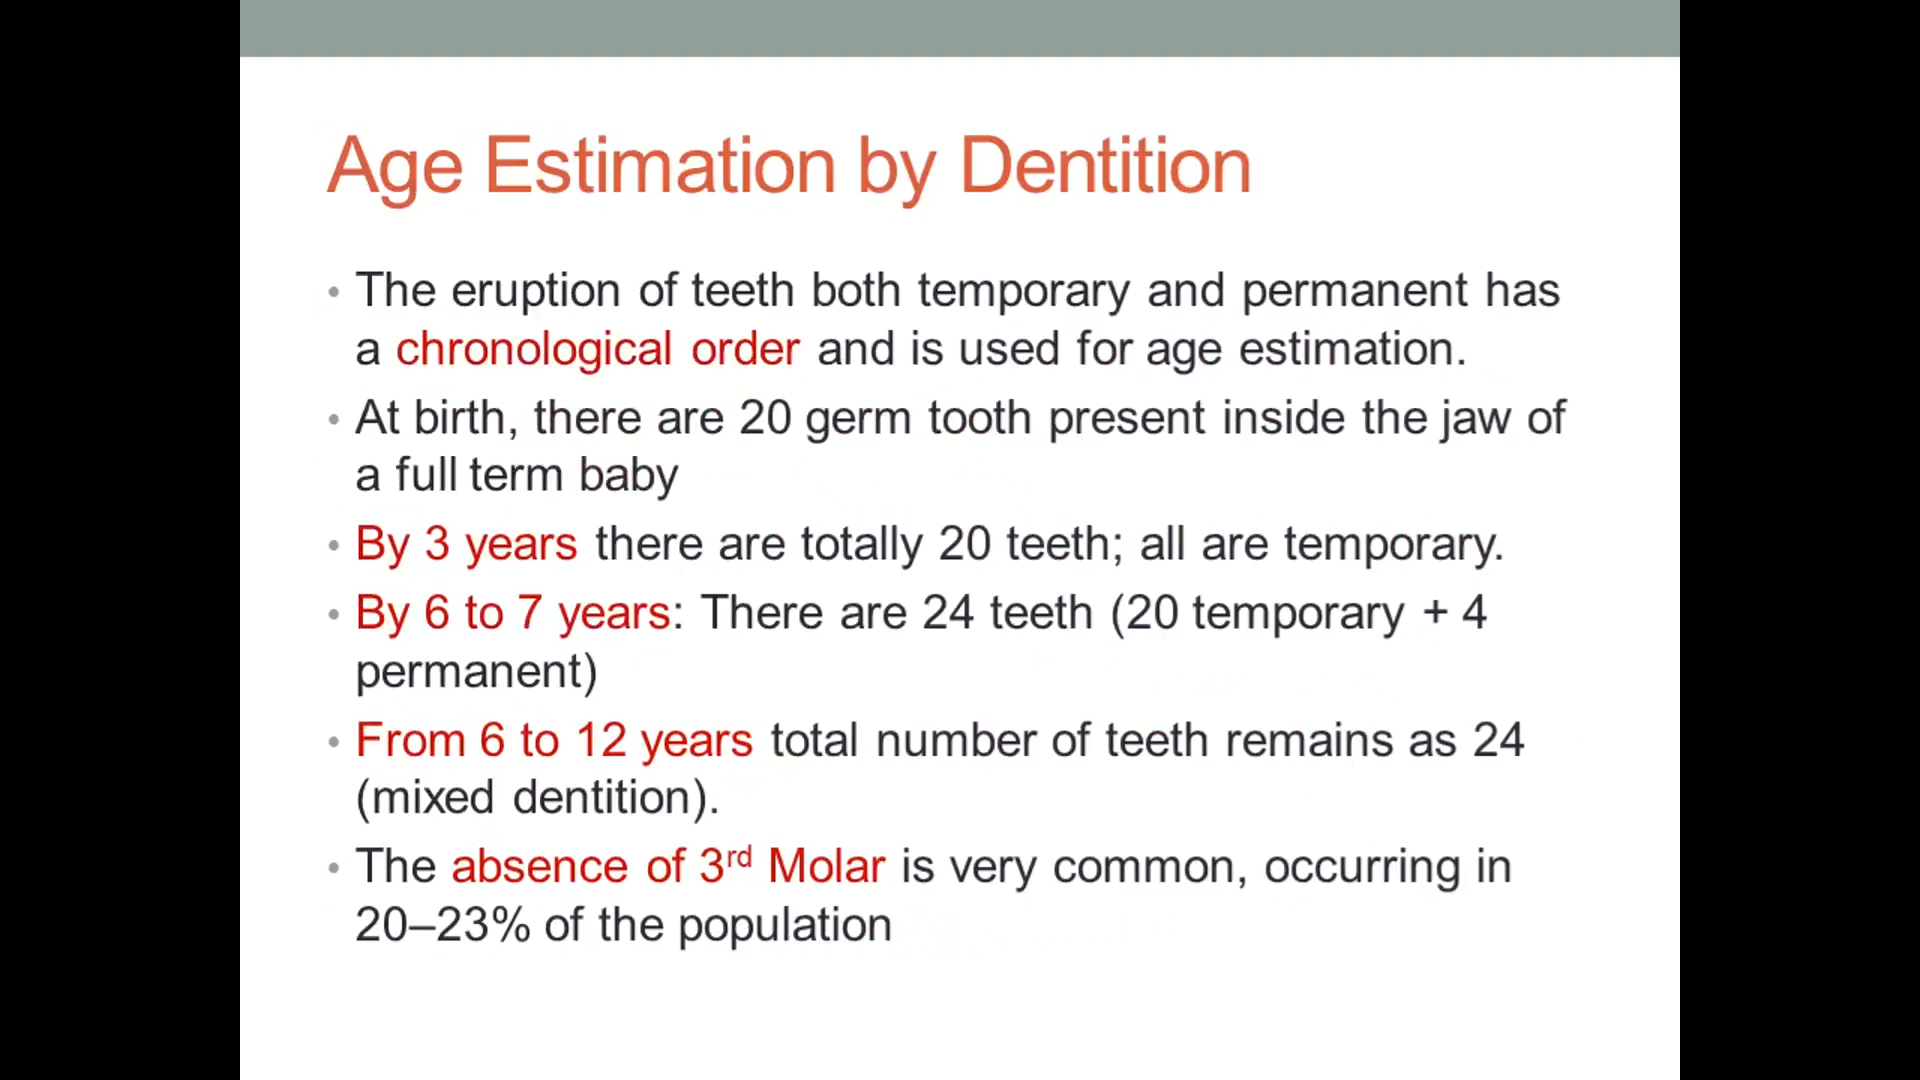 Age Estimation by Dentition
• The eruption of teeth both temporary and permanent has
a chronological order and is used for age estimation.
• At birth, there are 20 germ tooth present inside the jaw of
a full term baby
• By 3 years there are totally 20 teeth; all are temporary.
• By 6 to 7 years: There are 24 teeth (20 temporary + 4
permanent)
• From 6 to 12 years total number of teeth remains as 24
(mixed dentition).
• The absence of 3rd Molar is very common, occurring in
20–23% of the population